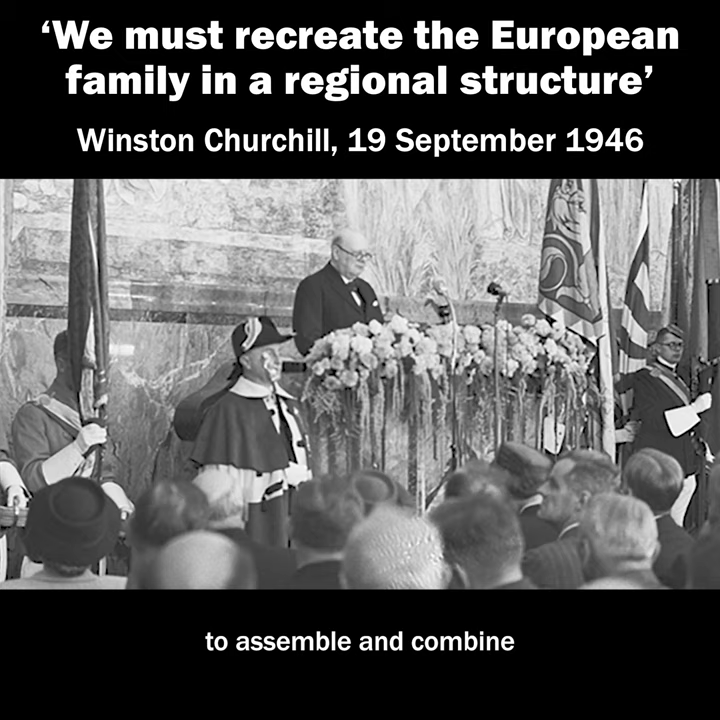 ‘We must recreate the European
family in a regional structure’
Winston Churchill, 19 September 1946
to assemble and combine